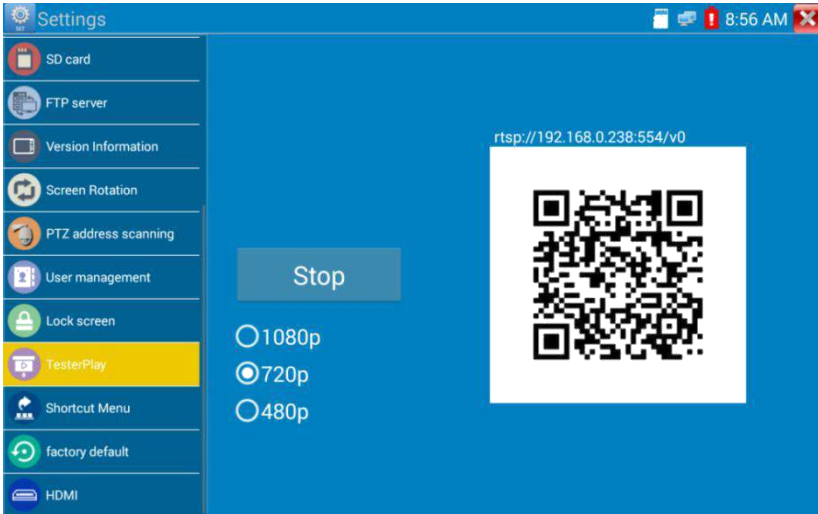 Settings
8:56 AM
SD card
FTP server
Version Information
Screen Rotation
PTZ address scanning
User management
Lock screen
TesterPlay
Shortcut Menu
factory default
HDMI
Stop
1080p
720p
480p
rtsp://192.168.0.238:554/v0